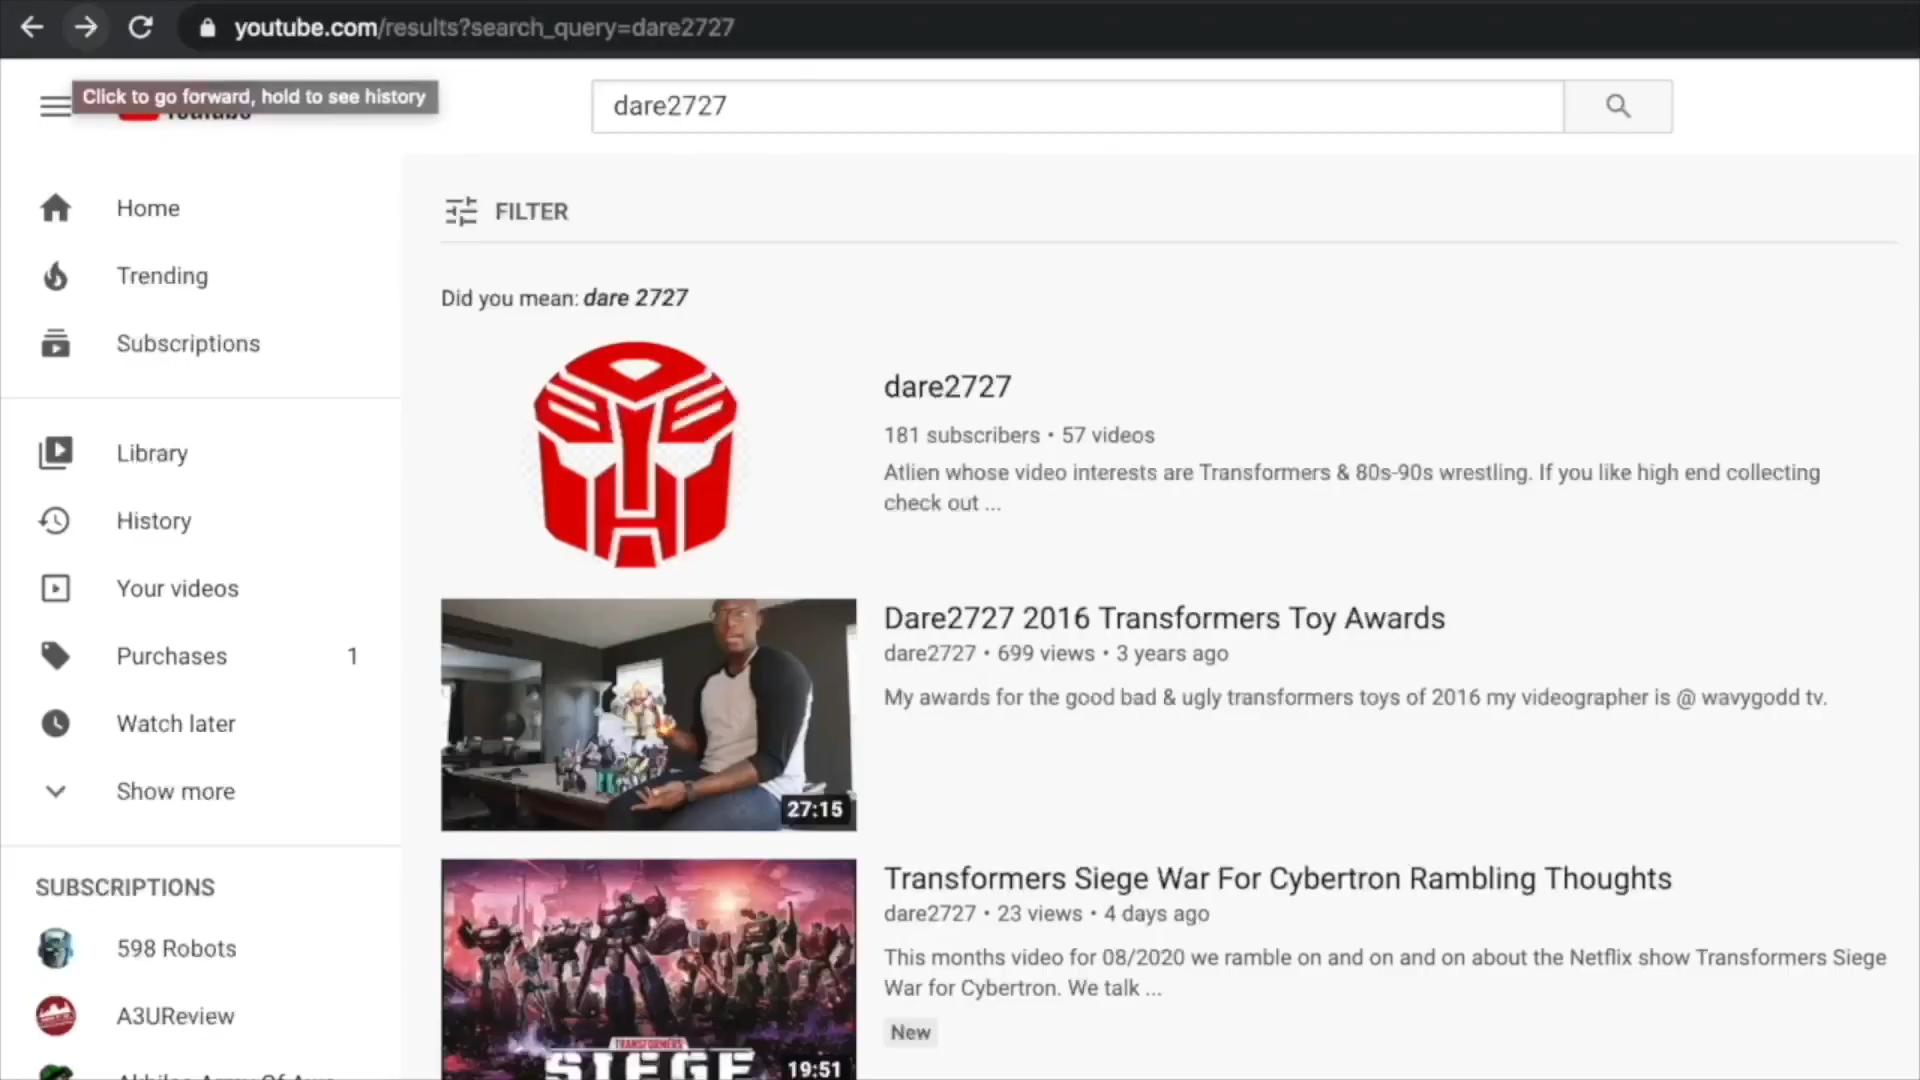 youtube.com/results?search_query=dare2727
Click to go forward, hold to see history
YouTube
dare2727
Home
Trending
Subscriptions
Library
History
Your videos
Purchases 1
Watch later
Show more
SUBSCRIPTIONS
598 Robots
A3UReview
FILTER
Did you mean: dare 2727
dare2727
181 subscribers • 57 videos
Atlien whose video interests are Transformers & 80s-90s wrestling. If you like high end collecting
check out ...
27:15
Dare2727 2016 Transformers Toy Awards
dare2727 • 699 views • 3 years ago
My awards for the good bad & ugly transformers toys of 2016 my videographer is @ wavygodd tv.
TRANSFORMERS
SIEGE
19:51
Transformers Siege War For Cybertron Rambling Thoughts
dare2727 • 23 views • 4 days ago
This months video for 08/2020 we ramble on and on and on about the Netflix show Transformers Siege
War for Cybertron. We talk ...
New